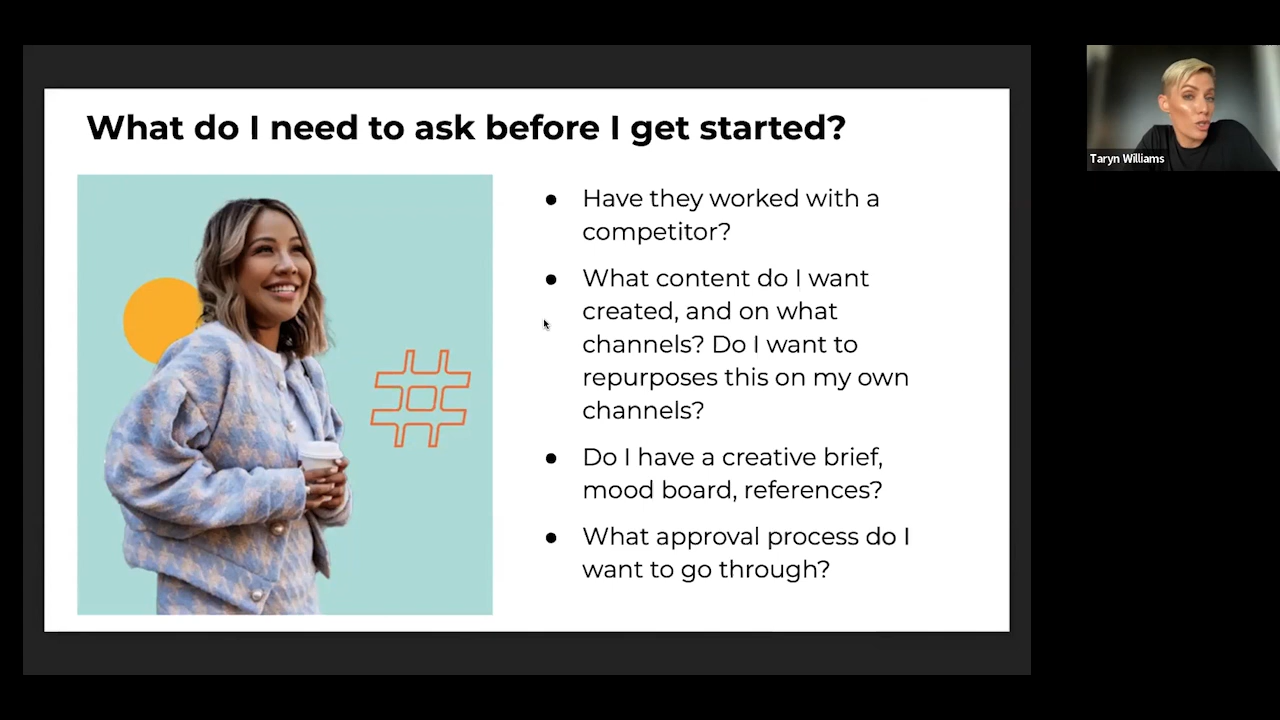 What do I need to ask before I get started?
● Have they worked with a
competitor?
● What content do I want
created, and on what
channels? Do I want to
repurposes this on my own
channels?
● Do I have a creative brief,
mood board, references?
● What approval process do I
want to go through?
Taryn Williams